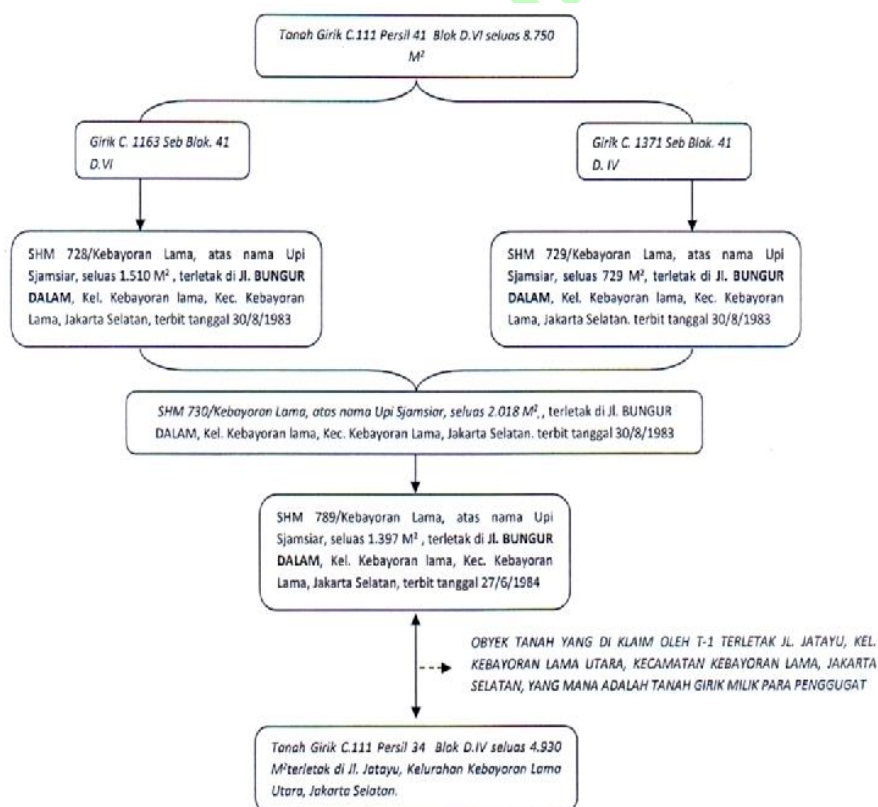 Tanah Girik C.111 Persil 41 Blok D.VI seluas 8.750
M²
Girik C. 1163 Seb Blok. 41
D.VI
Girik C. 1371 Seb Blok. 41
D. IV
SHM 728/Kebayoran Lama, atas nama Upi
Sjamsiar, seluas 1.510 M² , terletak di Jl. BUNGUR
DALAM, Kel. Kebayoran lama, Kec. Kebayoran
Lama, Jakarta Selatan, terbit tanggal 30/8/1983
SHM 729/Kebayoran Lama, atas nama Upi
Sjamsiar, seluas 729 M², terletak di Jl. BUNGUR
DALAM, Kel. Kebayoran lama, Kec. Kebayoran
Lama, Jakarta Selatan. terbit tanggal 30/8/1983
SHM 730/Kebayoran Lama, atas nama Upi Sjamsiar, seluas 2.018 M²,, terletak di Jl. BUNGUR
DALAM, Kel. Kebayoran lama, Kec. Kebayoran Lama, Jakarta Selatan. terbit tanggal 30/8/1983
SHM 789/Kebayoran Lama, atas nama Upi
Sjamsiar, seluas 1.397 M² , terletak di Jl. BUNGUR
DALAM, Kel. Kebayoran lama, Kec. Kebayoran
Lama, Jakarta Selatan, terbit tanggal 27/6/1984
OBYEK TANAH YANG DI KLAIM OLEH T-1 TERLETAK JL. JATAYU, KEL.
KEBAYORAN LAMA UTARA, KECAMATAN KEBAYORAN LAMA, JAKARTA
SELATAN, YANG MANA ADALAH TANAH GIRIK MILIK PARA PENGGUGAT
Tanah Girik C.111 Persil 34 Blok D.IV seluas 4.930
M²terletak di Jl. Jatayu, Kelurahan Kebayoran Lama
Utara, Jakarta Selatan.